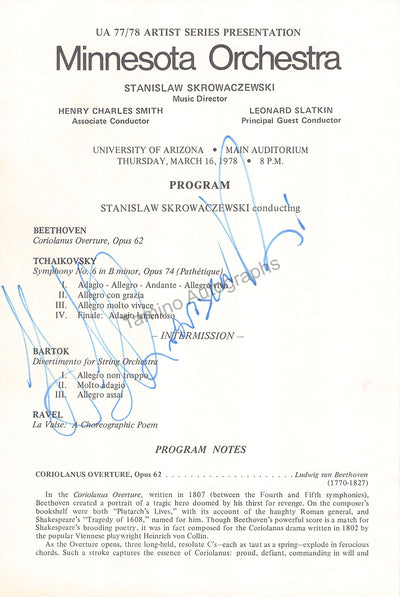 UA 77/78 ARTIST SERIES PRESENTATION
Minnesota Orchestra
STANISLAW SKROWACZEWSKI
Music Director
HENRY CHARLES SMITH
Associate Conductor
LEONARD SLATKIN
Principal Guest Conductor
UNIVERSITY OF ARIZONA • MAIN AUDITORIUM
THURSDAY, MARCH 16, 1978 • 8 P.M.
PROGRAM
STANISLAW SKROWACZEWSKI conducting
BEETHOVEN
Coriolanus Overture, Opus 62
TCHAIKOVSKY
Symphony No. 6 in B minor, Opus 74 (Pathétique)
I. Adagio - Allegro - Andante - Allegro vivo
II. Allegro con grazia
III. Allegro molto vivace
IV. Finale: Adagio lamentoso
Tamino Autographs
– INTERMISSION –
BARTOK
Divertimento for String Orchestra
I. Allegro non troppo
II. Molto adagio
III. Allegro assai
RAVEL
La Valse: A Choreographic Poem
PROGRAM NOTES
CORIOLANUS OVERTURE, Opus 62 . . . . . . . . . . . . . . . . . . . . . . . . Ludwig van Beethoven
(1770-1827)
In the Coriolanus Overture, written in 1807 (between the Fourth and Fifth symphonies),
Beethoven created a portrait of a tragic hero doomed by his thirst for revenge. On the composer's
bookshelf were both "Plutarch's Lives," with its account of the haughty Roman general, and
Shakespeare's "Tragedy of 1608," named for him. Though Beethoven's powerful score is a match for
Shakespeare's brooding poetry, it was in fact composed for the Coriolanus drama written in 1802 by
the popular Viennese playwright Heinrich von Collin.
As the Overture opens, three long-held, resolute C's—each as taut as a spring—explode in ferocious
chords. Such a stroke captures the essence of Coriolanus: proud, defiant, commanding in will and